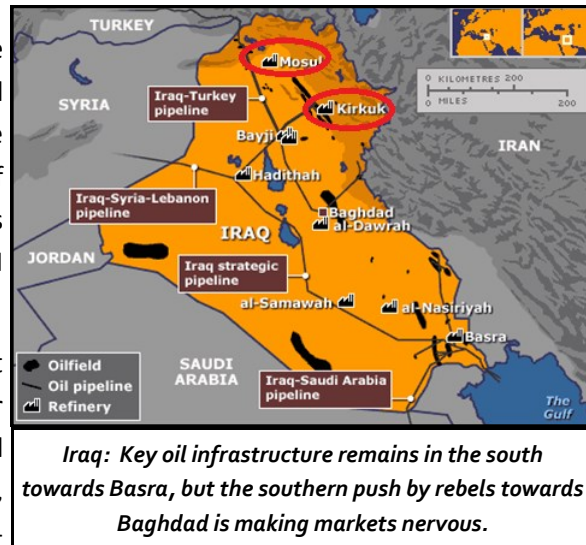 TURKEY
Mosul
0 KILOMETRES 200
0 MILES 200
SYRIA
Iraq-Turkey
pipeline
Kirkuk
Bayji
IRAN
Hadithah
Iraq-Syria-Lebanon
pipeline
Baghdad
al-Dawrah
IRAQ
JORDAN
Iraq strategic
pipeline
al-Samawah
al-Nasiriyah
Basra
Oilfield
Oil pipeline
Refinery
SAUDI
ARABIA
Iraq-Saudi Arabia
pipeline
The
Gulf
Iraq: Key oil infrastructure remains in the south
towards Basra, but the southern push by rebels towards
Baghdad is making markets nervous.